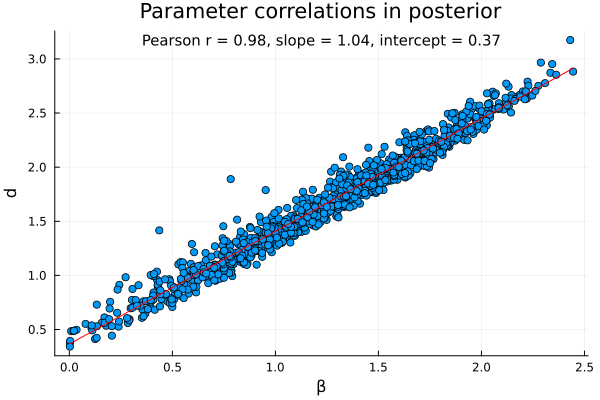 Parameter correlations in posterior
Pearson r = 0.98, slope = 1.04, intercept = 0.37
3.0
2.5
2.0
1.5
1.0
0.5
d
0.0 0.5 1.0 1.5 2.0 2.5
β